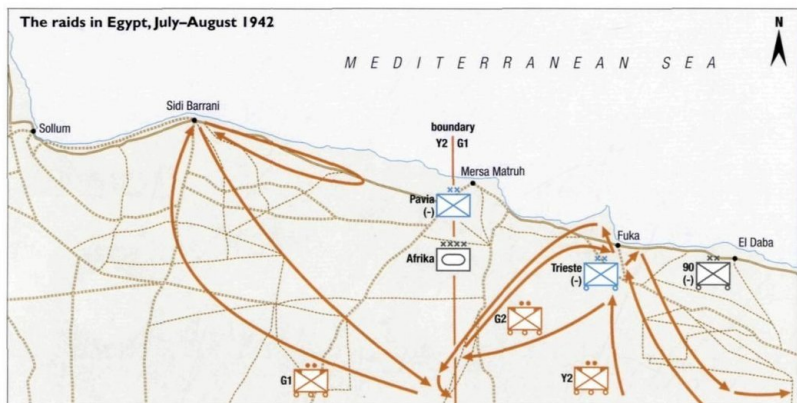 The raids in Egypt, July–August 1942
N
MEDITERRANEAN SEA
Sidi Barrani
Sollum
boundary
Y2 G1
Mersa Matruh
Pavia
(-)
Afrika
Fuka
El Daba
Trieste
(-)
90
(-)
G2
G1
Y2